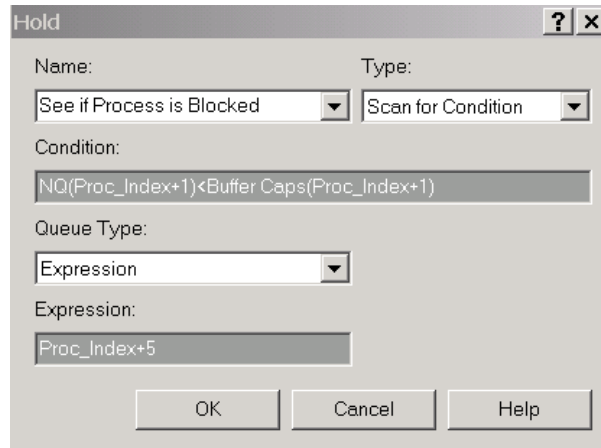 Hold
? ×
Name: Type:
See if Process is Blocked Scan for Condition
Condition:
NQ(Proc_Index+1)<Buffer Caps(Proc_Index+1)
Queue Type:
Expression
Expression:
Proc_Index+5
OK Cancel Help